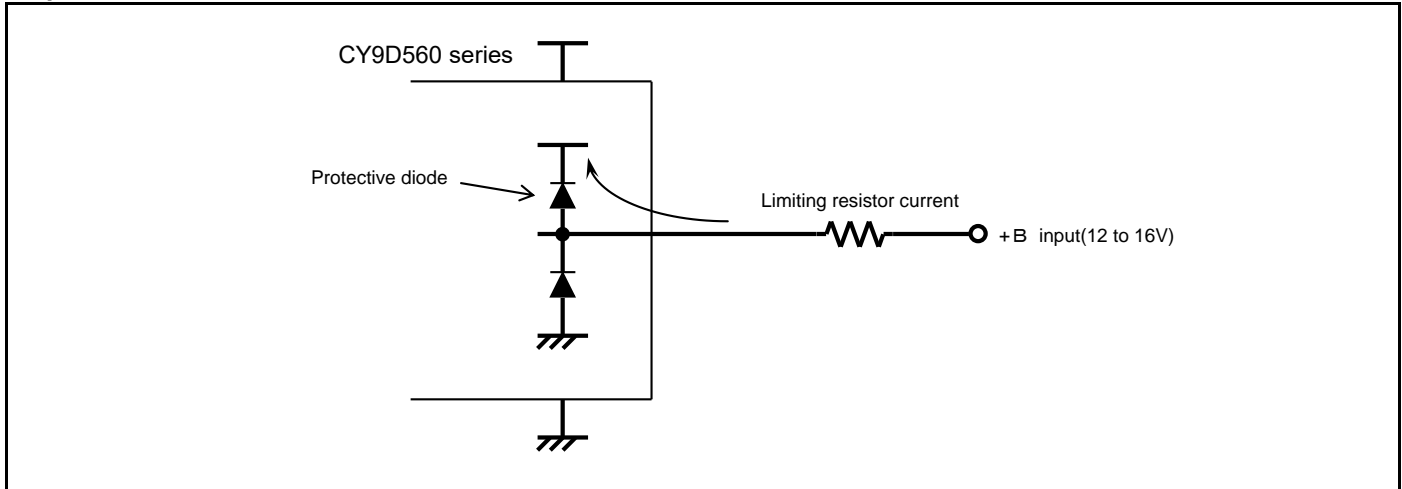 CY9D560 series
Protective diode
Limiting resistor current
+B input(12 to 16V)